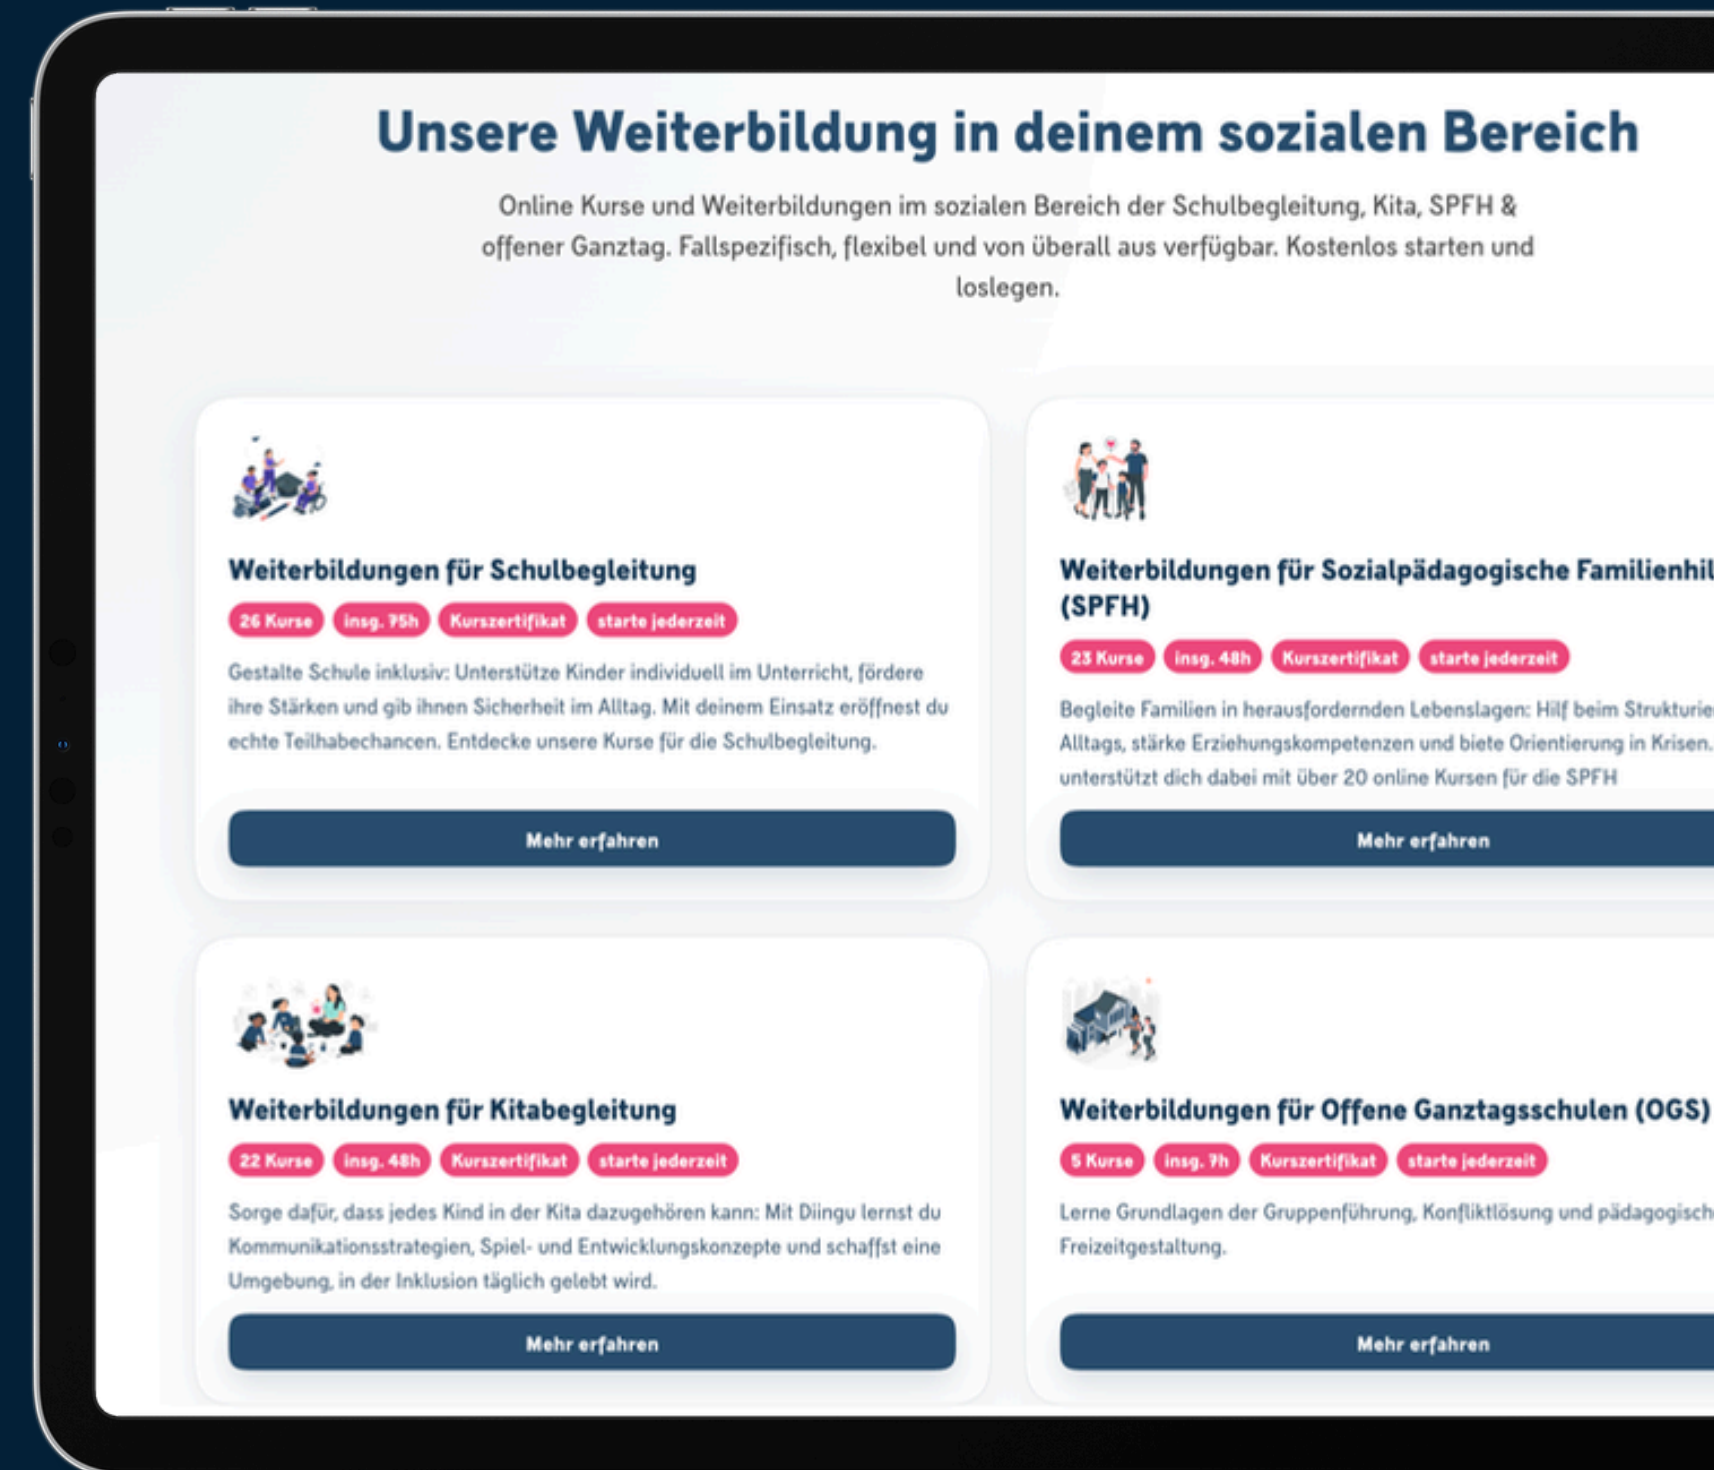 Unsere Weiterbildung in deinem sozialen Bereich
Online Kurse und Weiterbildungen im sozialen Bereich der Schulbegleitung, Kita, SPFH &
offener Ganztag. Fallspezifisch, flexibel und von überall aus verfügbar. Kostenlos starten und
loslegen.
Weiterbildungen für Schulbegleitung
26 Kurse insg. 75h Kurszertifikat starte jederzeit
Gestalte Schule inklusiv: Unterstütze Kinder individuell im Unterricht, fördere
ihre Stärken und gib ihnen Sicherheit im Alltag. Mit deinem Einsatz eröffnest du
echte Teilhabechancen. Entdecke unsere Kurse für die Schulbegleitung.
Mehr erfahren
Weiterbildungen für Sozialpädagogische
(SPFH)
23 Kurse insg. 48h Kurszertifikat starte jederzeit
Begleite Familien in herausfordernden Lebenslagen: Hilf beim
Alltags, stärke Erziehungskompetenzen und biete Orientierung in Krisen.
unterstützt dich dabei mit über 20 online Kursen für die SPFH
Mehr erfahren
Weiterbildungen für Kitabegleitung
22 Kurse insg. 48h Kurszertifikat starte jederzeit
Sorge dafür, dass jedes Kind in der Kita dazugehören kann: Mit Diingu lernst du
Kommunikationsstrategien, Spiel- und Entwicklungskonzepte und schaffst eine
Umgebung, in der Inklusion täglich gelebt wird.
Mehr erfahren
Weiterbildungen für Offene Ganztagsschulen (OGS)
5 Kurse insg. 7h Kurszertifikat starte jederzeit
Lerne Grundlagen der Gruppenführung, Konfliktlösung und
Freizeitgestaltung.
Mehr erfahren